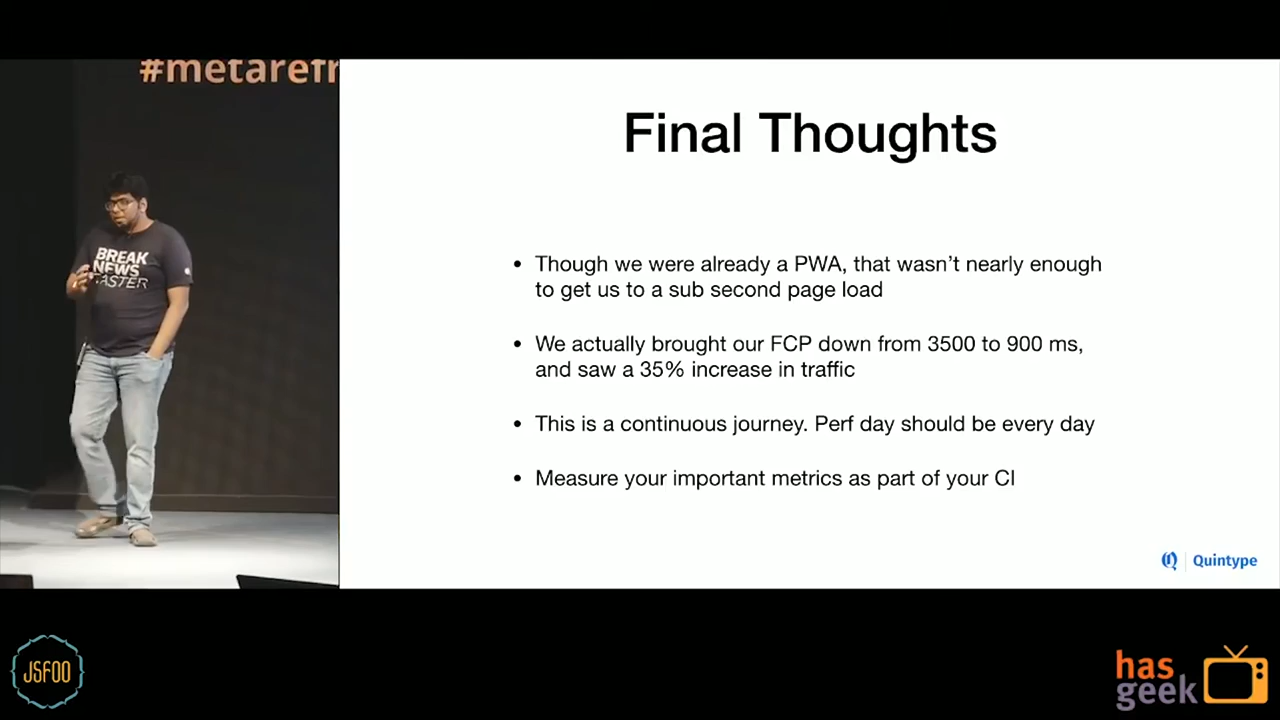 #metarefr
BREAK
NEWS
FASTER
Final Thoughts
• Though we were already a PWA, that wasn't nearly enough
to get us to a sub second page load
• We actually brought our FCP down from 3500 to 900 ms,
and saw a 35% increase in traffic
• This is a continuous journey. Perf day should be every day
• Measure your important metrics as part of your CI
Quintype
JSFOO
has
geek